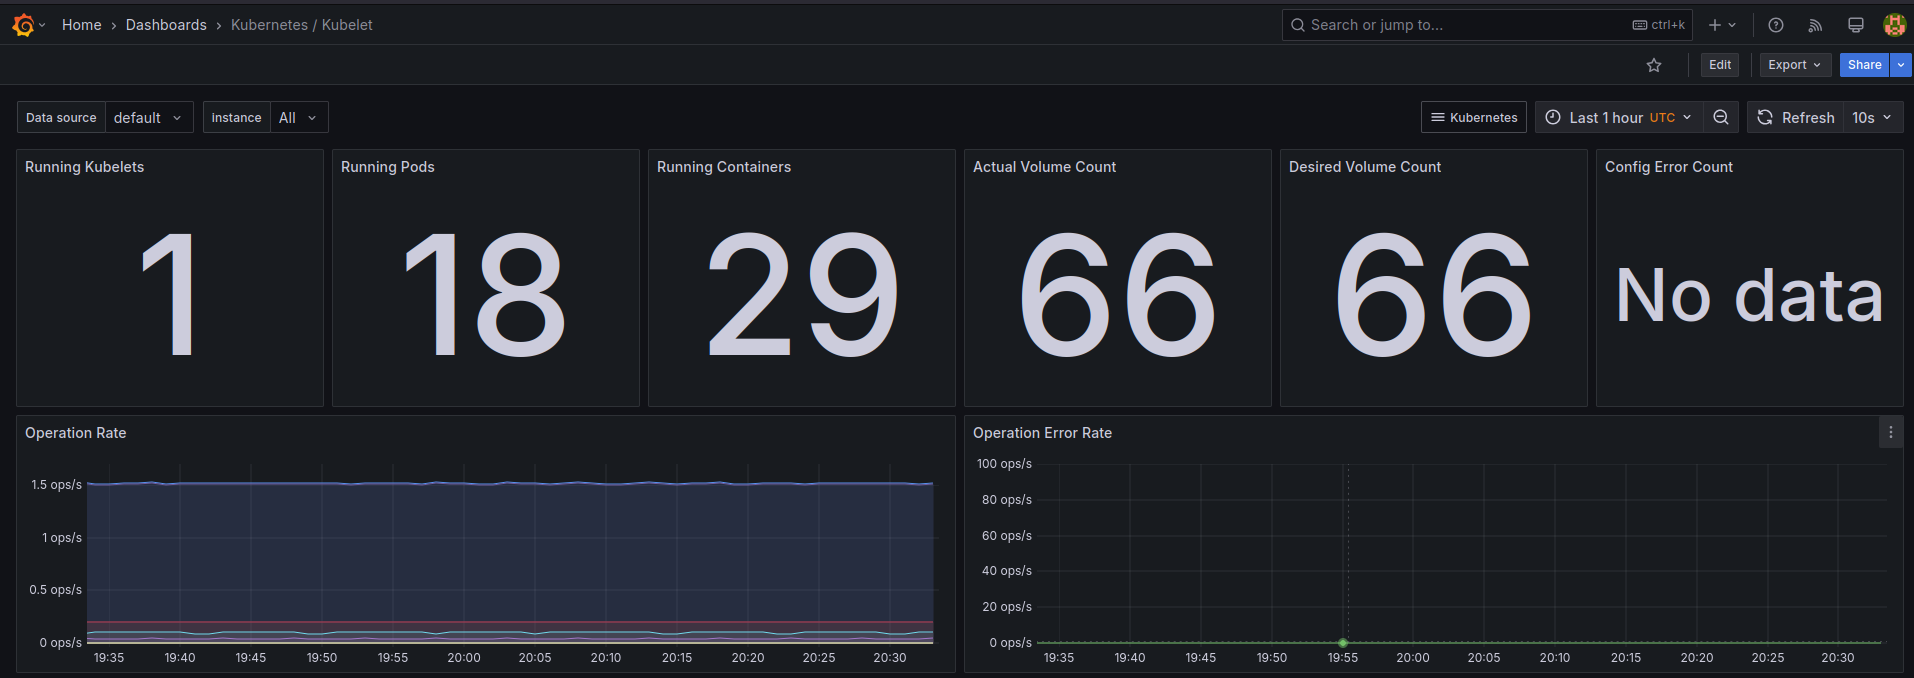 Home › Dashboards › Kubernetes / Kubelet
Search or jump to... ctrl+k
Edit Export Share
Data source default instance All Kubernetes Last 1 hour UTC Refresh 10s
Running Kubelets
1
Running Pods
18
Running Containers
29
Actual Volume Count
66
Desired Volume Count
66
Config Error Count
No data
Operation Rate
1.5 ops/s
1 ops/s
0.5 ops/s
0 ops/s
19:35 19:40 19:45 19:50 19:55 20:00 20:05 20:10 20:15 20:20 20:25 20:30
Operation Error Rate
100 ops/s
80 ops/s
60 ops/s
40 ops/s
20 ops/s
0 ops/s
19:35 19:40 19:45 19:50 19:55 20:00 20:05 20:10 20:15 20:20 20:25 20:30